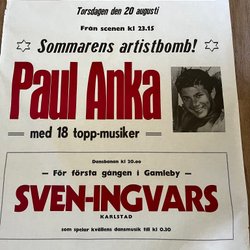 Torsdagen den 20 augusti
Från scenen kl 23.15
Sommarens artistbomb!
Paul Anka
— med 18 topp-musiker —
Dansbanan kl 20.00
— För första gången i Gamleby —
SVEN-INGVARS
KARLSTAD
som spelar kvällens dansmusik till kl 0.30